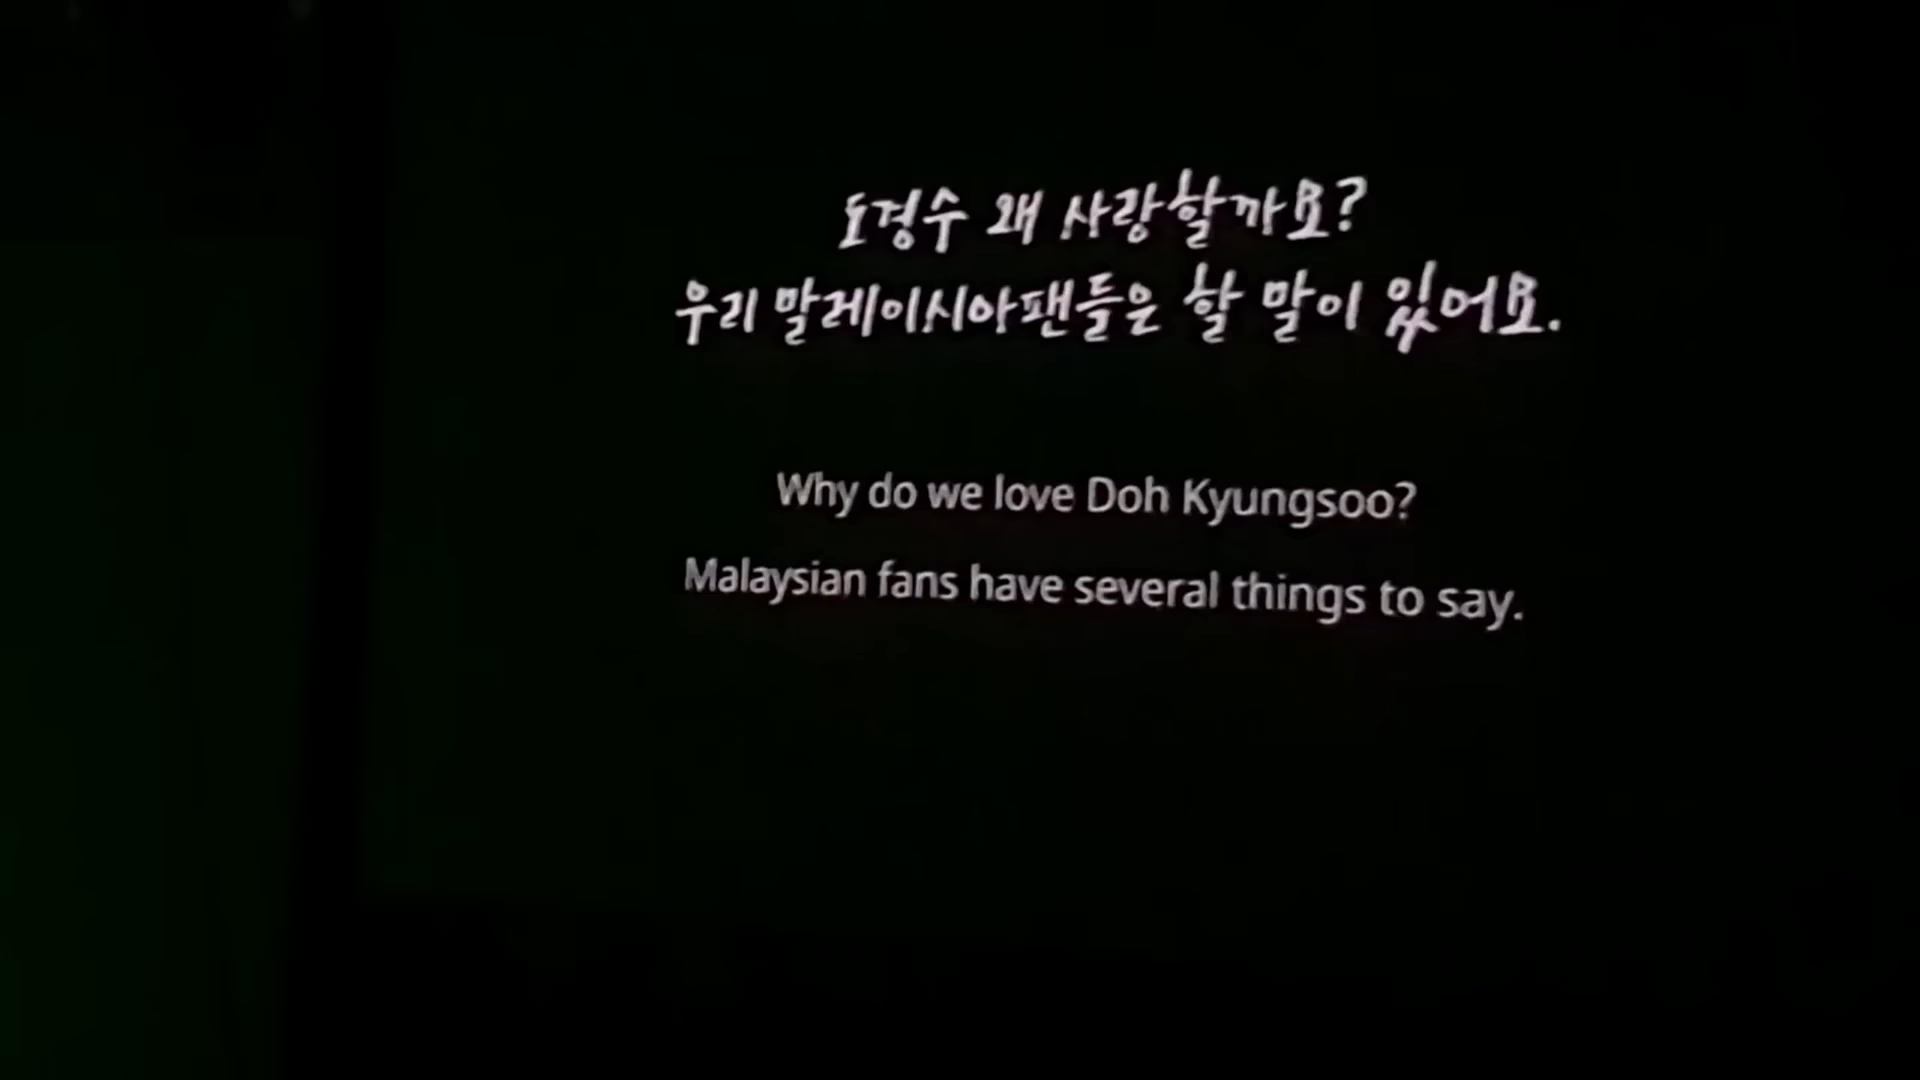 도경수 왜 사랑할까요?
우리 말레이시아팬들은 할 말이 있어요.
Why do we love Doh Kyungsoo?
Malaysian fans have several things to say.